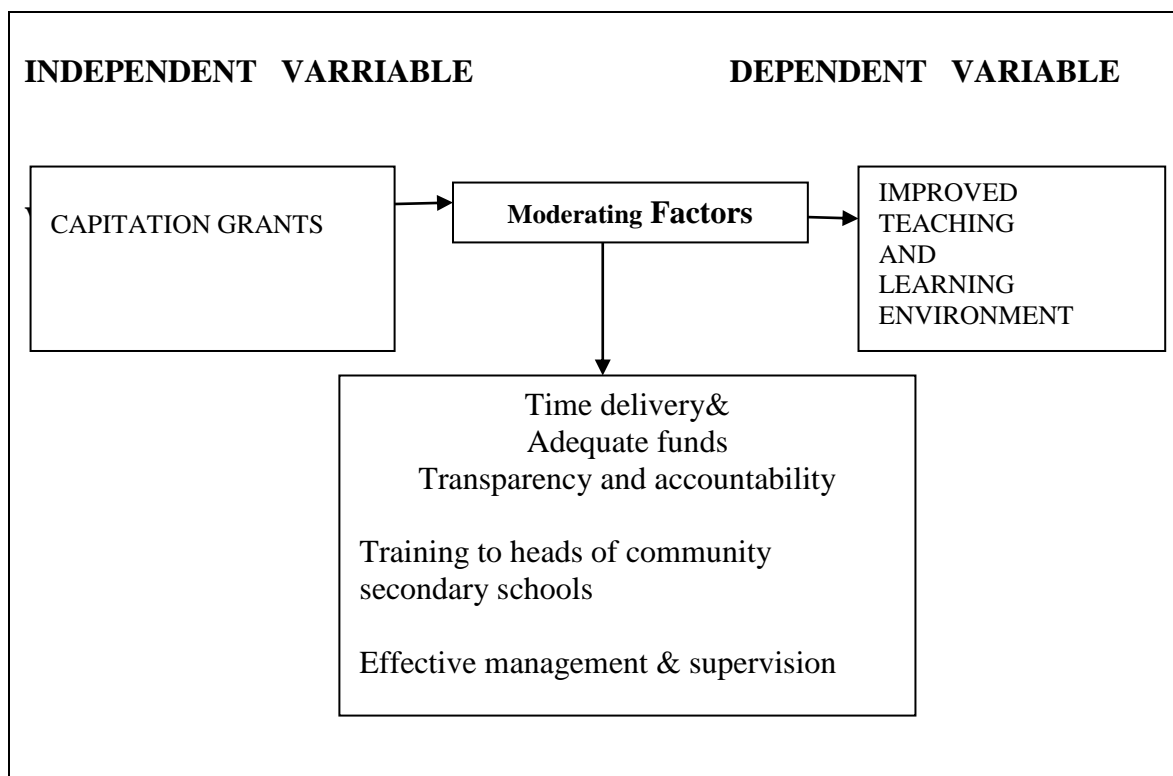 INDEPENDENT VARRIABLE
DEPENDENT VARIABLE
CAPITATION GRANTS
Moderating Factors
IMPROVED
TEACHING
AND
LEARNING
ENVIRONMENT
Time delivery&
Adequate funds
Transparency and accountability
Training to heads of community
secondary schools
Effective management & supervision